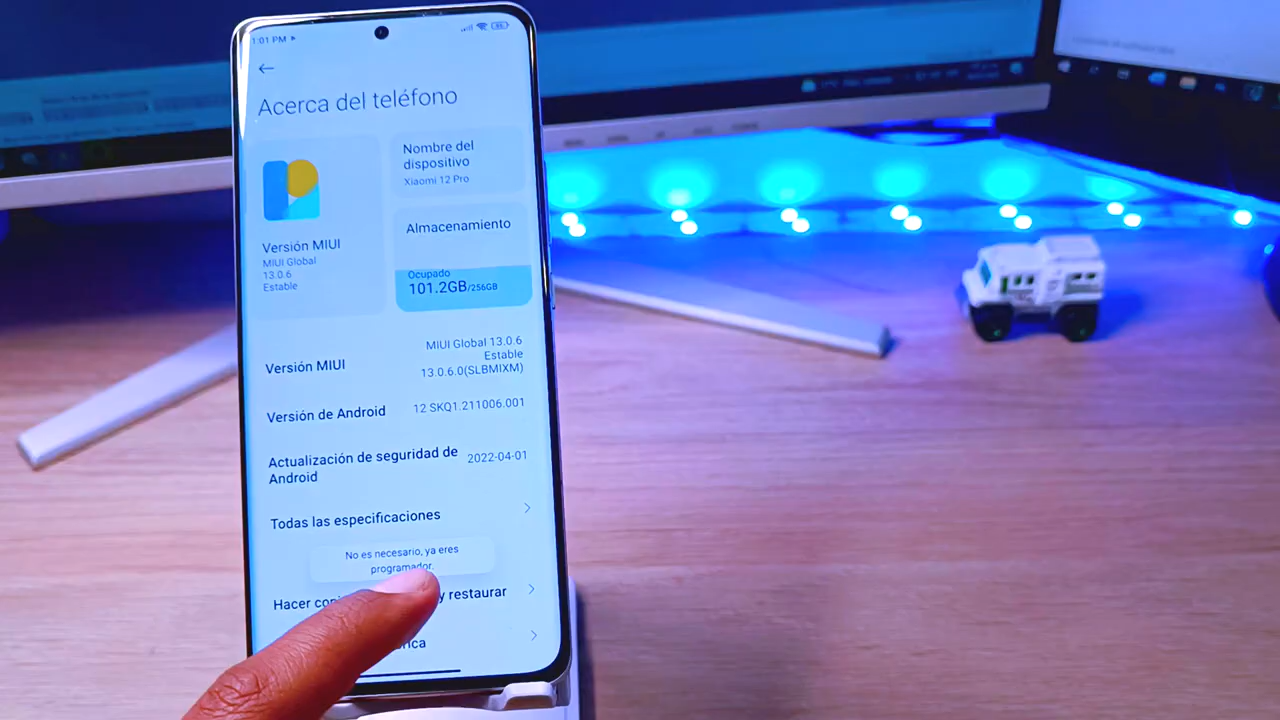 1:01 PM
Acerca del teléfono
Nombre del
dispositivo
Xiaomi 12 Pro
Versión MIUI
MIUI Global
13.0.6
Estable
Almacenamiento
Ocupado
101.2GB/256GB
Versión MIUI
MIUI Global 13.0.6
Estable
13.0.6.0(SLBMIXM)
Versión de Android
12 SKQ1.211006.001
Actualización de seguridad de
Android
2022-04-01
Todas las especificaciones
No es necesario, ya eres
programador.
Hacer y restaurar